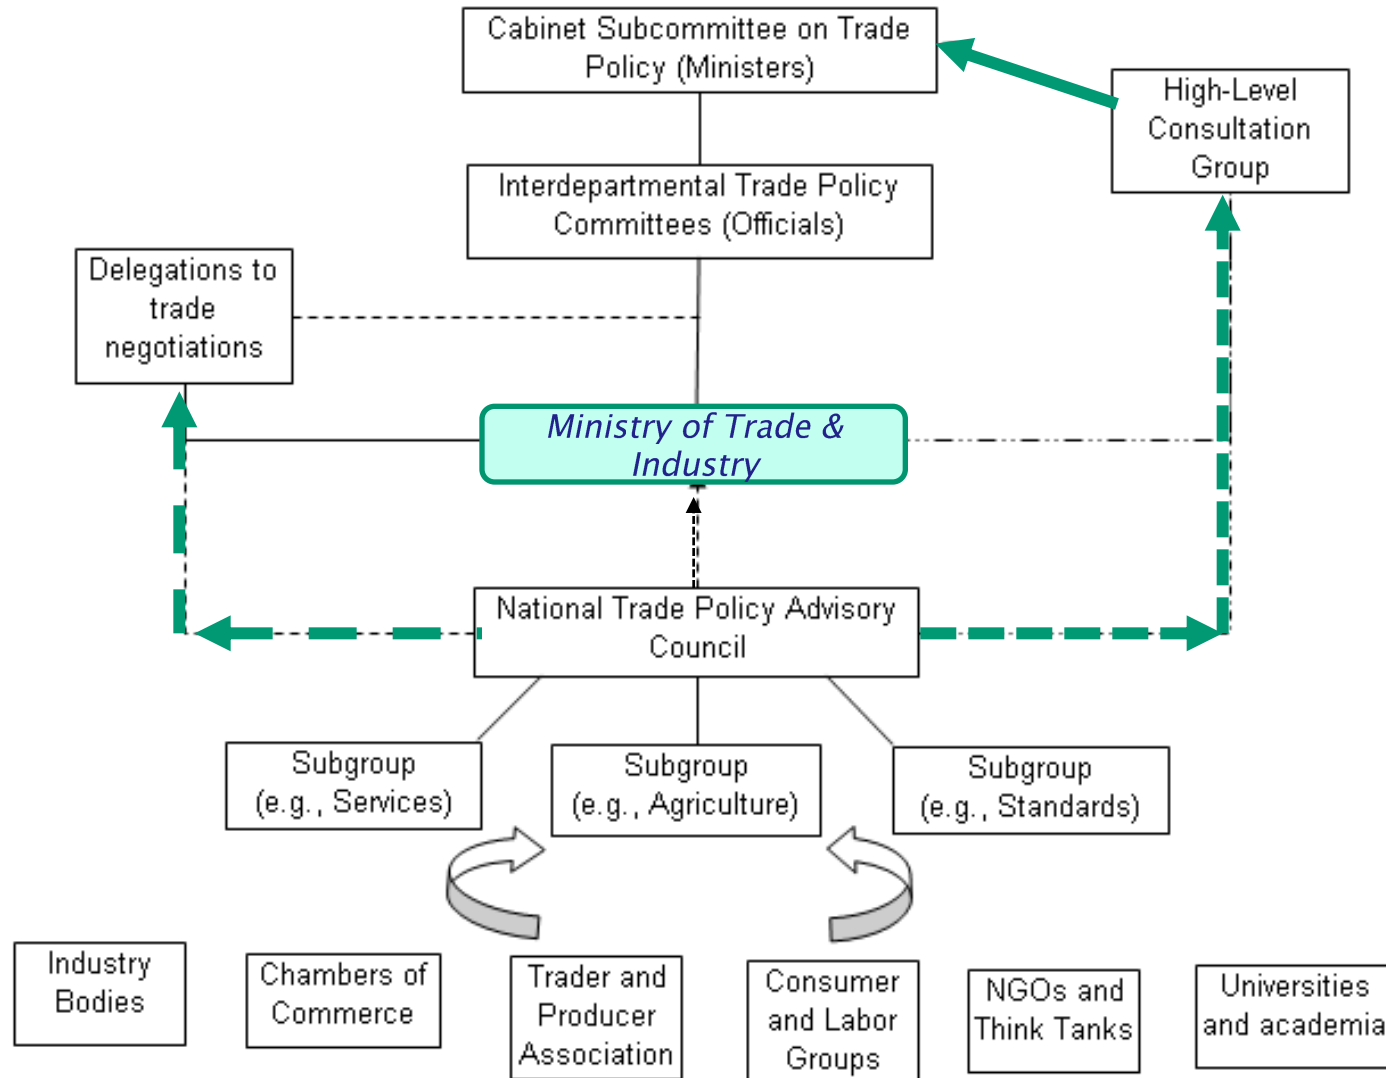 Cabinet Subcommittee on Trade
Policy (Ministers)
High-Level
Consultation
Group
Interdepartmental Trade Policy
Committees (Officials)
Delegations to
trade
negotiations
Ministry of Trade &
Industry
National Trade Policy Advisory
Council
Subgroup
(e.g., Services)
Subgroup
(e.g., Agriculture)
Subgroup
(e.g., Standards)
Industry
Bodies
Chambers of
Commerce
Trader and
Producer
Association
Consumer
and Labor
Groups
NGOs and
Think Tanks
Universities
and academia